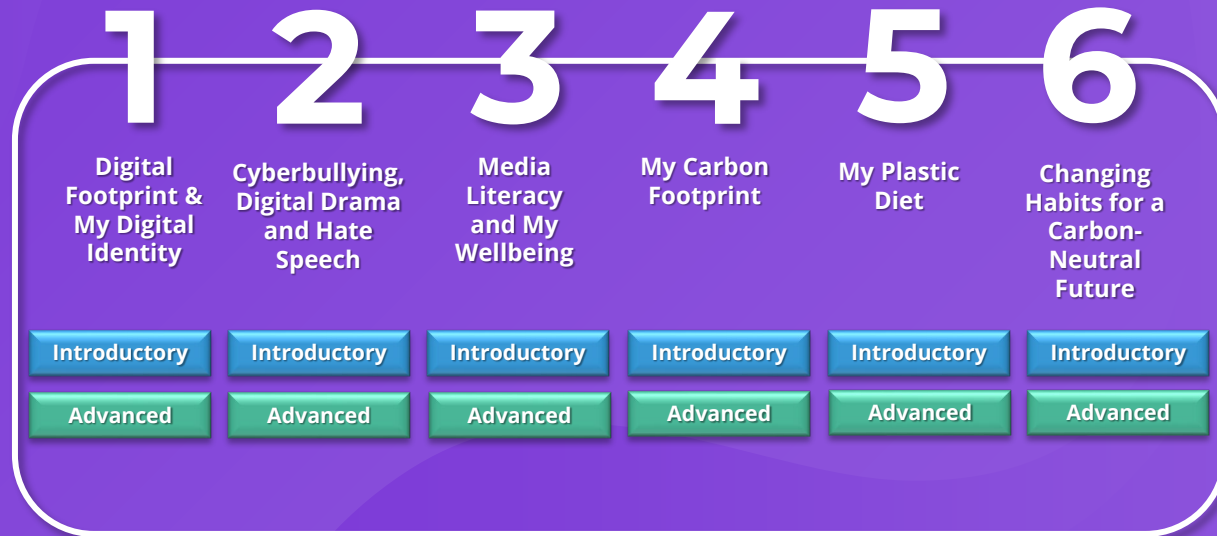 1
Digital
Footprint &
My Digital
Identity
Introductory
Advanced
2
Cyberbullying,
Digital Drama
and Hate
Speech
Introductory
Advanced
3
Media
Literacy
and My
Wellbeing
Introductory
Advanced
4
My Carbon
Footprint
Introductory
Advanced
5
My Plastic
Diet
Introductory
Advanced
6
Changing
Habits for a
Carbon-
Neutral
Future
Introductory
Advanced